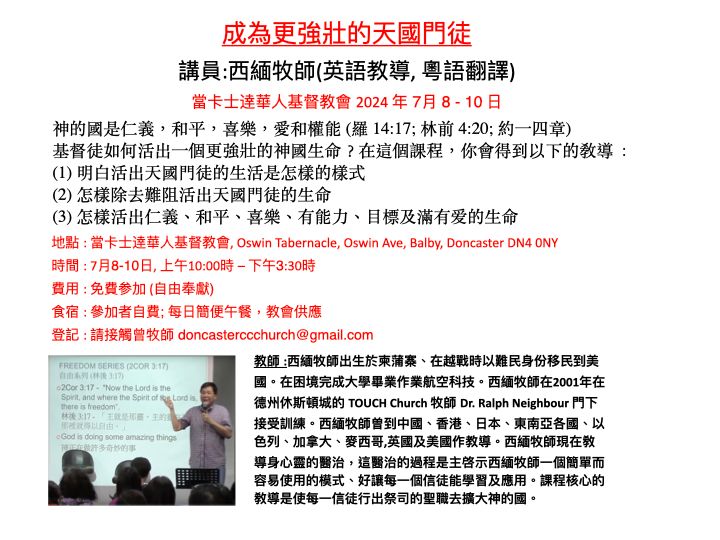 成為更強壯的天國門徒
講員:西緬牧師(英語教導, 粵語翻譯)
當卡士達華人基督教會 2024 年 7月 8 - 10 日
神的國是仁義，和平，喜樂，愛和權能 (羅 14:17; 林前 4:20; 約一四章)
基督徒如何活出一個更強壯的神國生命 ? 在這個課程，你會得到以下的教導 :
(1) 明白活出天國門徒的生活是怎樣的樣式
(2) 怎樣除去難阻活出天國門徒的生命
(3) 怎樣活出仁義、和平、喜樂、有能力、目標及滿有爱的生命
地點 : 當卡士達華人基督教會, Oswin Tabernacle, Oswin Ave, Balby, Doncaster DN4 0NY
時間 : 7月8-10日, 上午10:00時 – 下午3:30時
費用 : 免費参加 (自由奉獻)
食宿 : 參加者自費; 每日簡便午餐，教會供應
登記 : 請接觸曾牧師 doncasterccchurch@gmail.com
FREEDOM SERIES (2COR 3:17)
自由系列 (林後 3:17)
2Cor 3:17 - "Now the Lord is the
Spirit, and where the Spirit of the Lord is,
there is freedom".
林後 3:17 - 「主就是那靈。主的
那裡就得以自由。」
God is doing some amazing things
神正在做許多奇妙的事
教師 :西緬牧師出生於柬蒲寨、在越戰時以難民身份移民到美
國。在困境完成大學畢業作業航空科技。西緬牧師在2001年在
德州休斯頓城的 TOUCH Church 牧師 Dr. Ralph Neighbour 門下
接受訓練。西緬牧師曾到中國、香港、日本、東南亞各國、以
色列、加拿大、麥西哥,英國及美國作教導。西緬牧師現在教
導身心靈的醫治，這醫治的過程是主啓示西緬牧師一個簡單而
容易使用的模式、好讓每一個信徒能學習及應用。課程核心的
教導是使每一信徒行出祭司的聖職去擴大神的國。